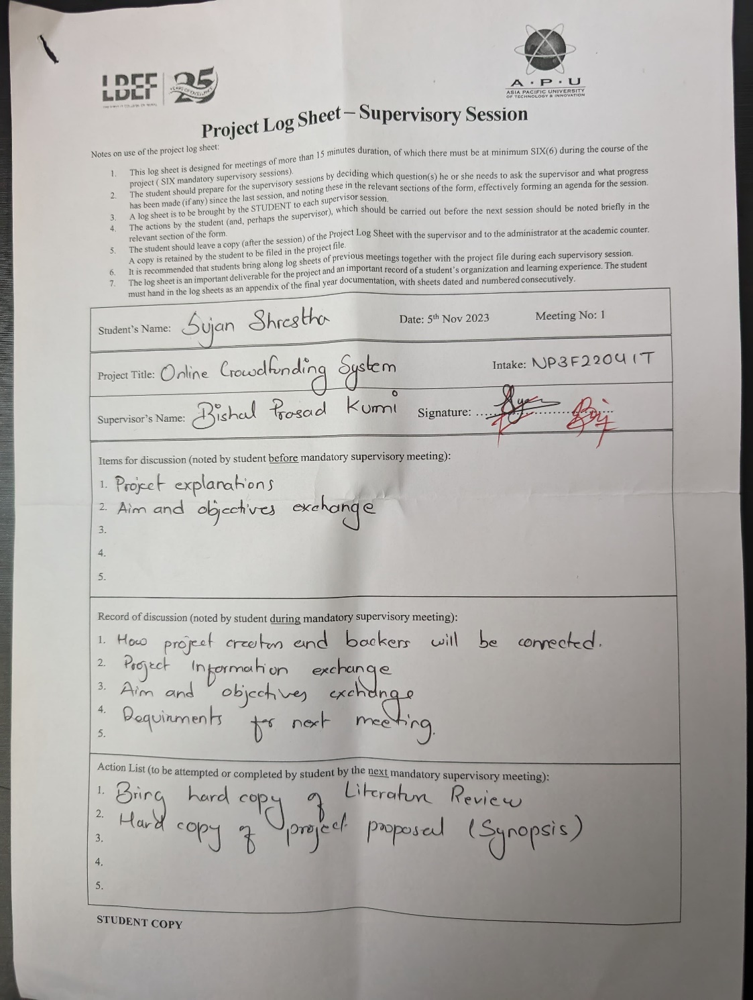 LBEF 25
YEARS OF EXCELLENCE
A · P · U
ASIA PACIFIC UNIVERSITY
OF TECHNOLOGY & INNOVATION
Project Log Sheet – Supervisory Session
Notes on use of the project log sheet:
1. This log sheet is designed for meetings of more than 15 minutes duration, of which there must be at minimum SIX(6) during the course of the
project ( SIX mandatory supervisory sessions).
2. The student should prepare for the supervisory sessions by deciding which question(s) he or she needs to ask the supervisor and what progress
has been made (if any) since the last session, and noting these in the relevant sections of the form, effectively forming an agenda for the session.
3. A log sheet is to be brought by the STUDENT to each supervisor session.
4. The actions by the student (and, perhaps the supervisor), which should be carried out before the next session should be noted briefly in the
relevant section of the form.
5. The student should leave a copy (after the session) of the Project Log Sheet with the supervisor and to the administrator at the academic counter.
A copy is retained by the student to be filed in the project file.
6. It is recommended that students bring along log sheets of previous meetings together with the project file during each supervisory session.
7. The log sheet is an important deliverable for the project and an important record of a student's organization and learning experience. The student
must hand in the log sheets as an appendix of the final year documentation, with sheets dated and numbered consecutively.
Student's Name: Sujan Shrestha Date: 5th Nov 2023 Meeting No: 1
Project Title: Online Crowdfunding System Intake: NP3F2204IT
Supervisor's Name: Bishal Prasad Kurmi Signature: ........................
Items for discussion (noted by student before mandatory supervisory meeting):
1. Project explanations
2. Aim and objectives exchange
3.
4.
5.
Record of discussion (noted by student during mandatory supervisory meeting):
1. How project creators and backers will be connected.
2. Project Information exchange
3. Aim and objectives exchange
4. Requirments for next meeting.
5.
Action List (to be attempted or completed by student by the next mandatory supervisory meeting):
1. Bring hard copy of Literature Review
2. Hard copy of project proposal (Synopsis)
3.
4.
5.
STUDENT COPY